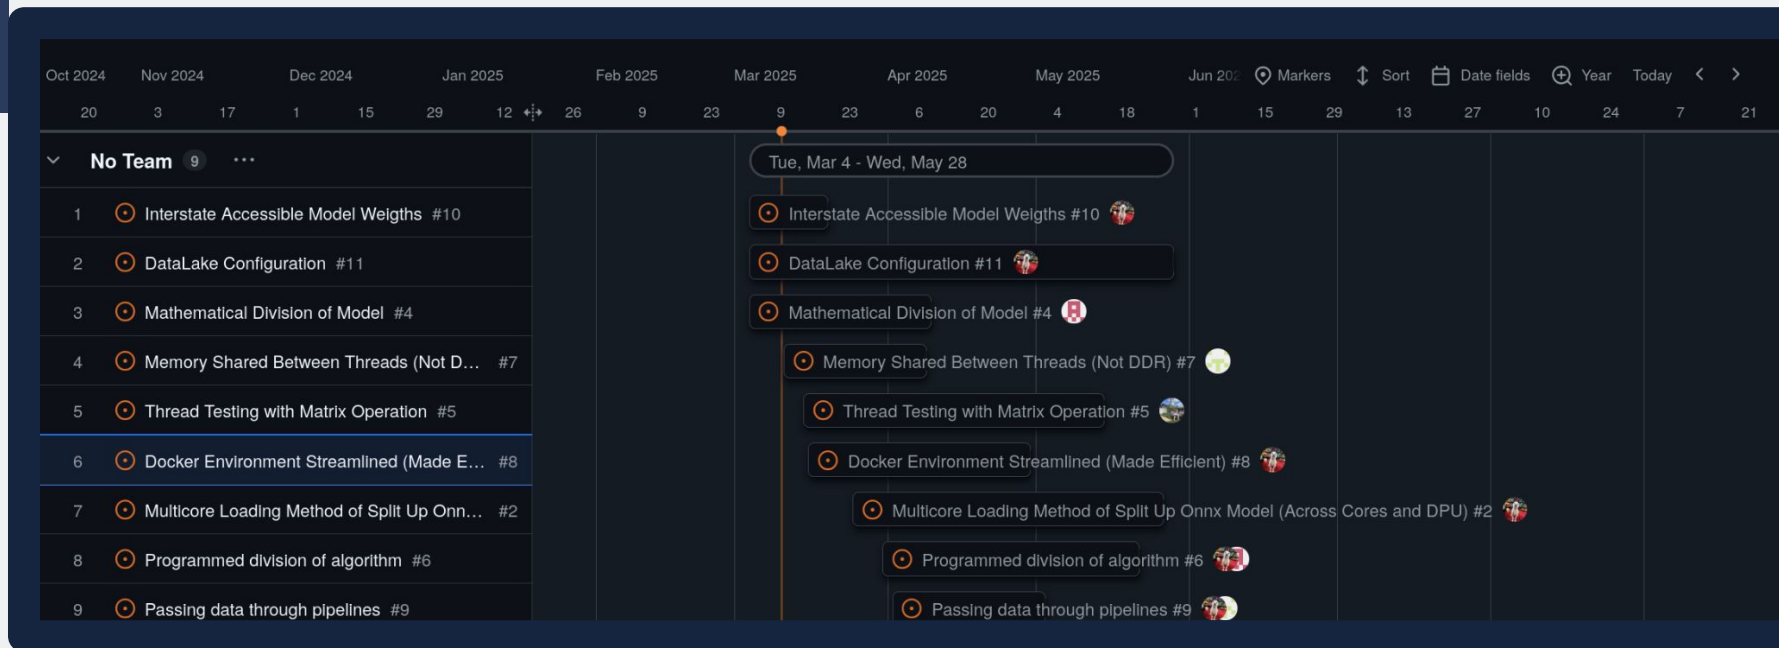 Oct 2024 Nov 2024 Dec 2024 Jan 2025 Feb 2025 Mar 2025 Apr 2025 May 2025 Jun 202 Markers Sort Date fields Year Today
20 3 17 1 15 29 12 26 9 23 9 23 6 20 4 18 1 15 29 13 27 10 24 7 21
No Team 9 ... Tue, Mar 4 - Wed, May 28
1 Interstate Accessible Model Weigths #10 Interstate Accessible Model Weigths #10
2 DataLake Configuration #11 DataLake Configuration #11
3 Mathematical Division of Model #4 Mathematical Division of Model #4
4 Memory Shared Between Threads (Not D... #7 Memory Shared Between Threads (Not DDR) #7
5 Thread Testing with Matrix Operation #5 Thread Testing with Matrix Operation #5
6 Docker Environment Streamlined (Made E... #8 Docker Environment Streamlined (Made Efficient) #8
7 Multicore Loading Method of Split Up Onn... #2 Multicore Loading Method of Split Up Onnx Model (Across Cores and DPU) #2
8 Programmed division of algorithm #6 Programmed division of algorithm #6
9 Passing data through pipelines #9 Passing data through pipelines #9